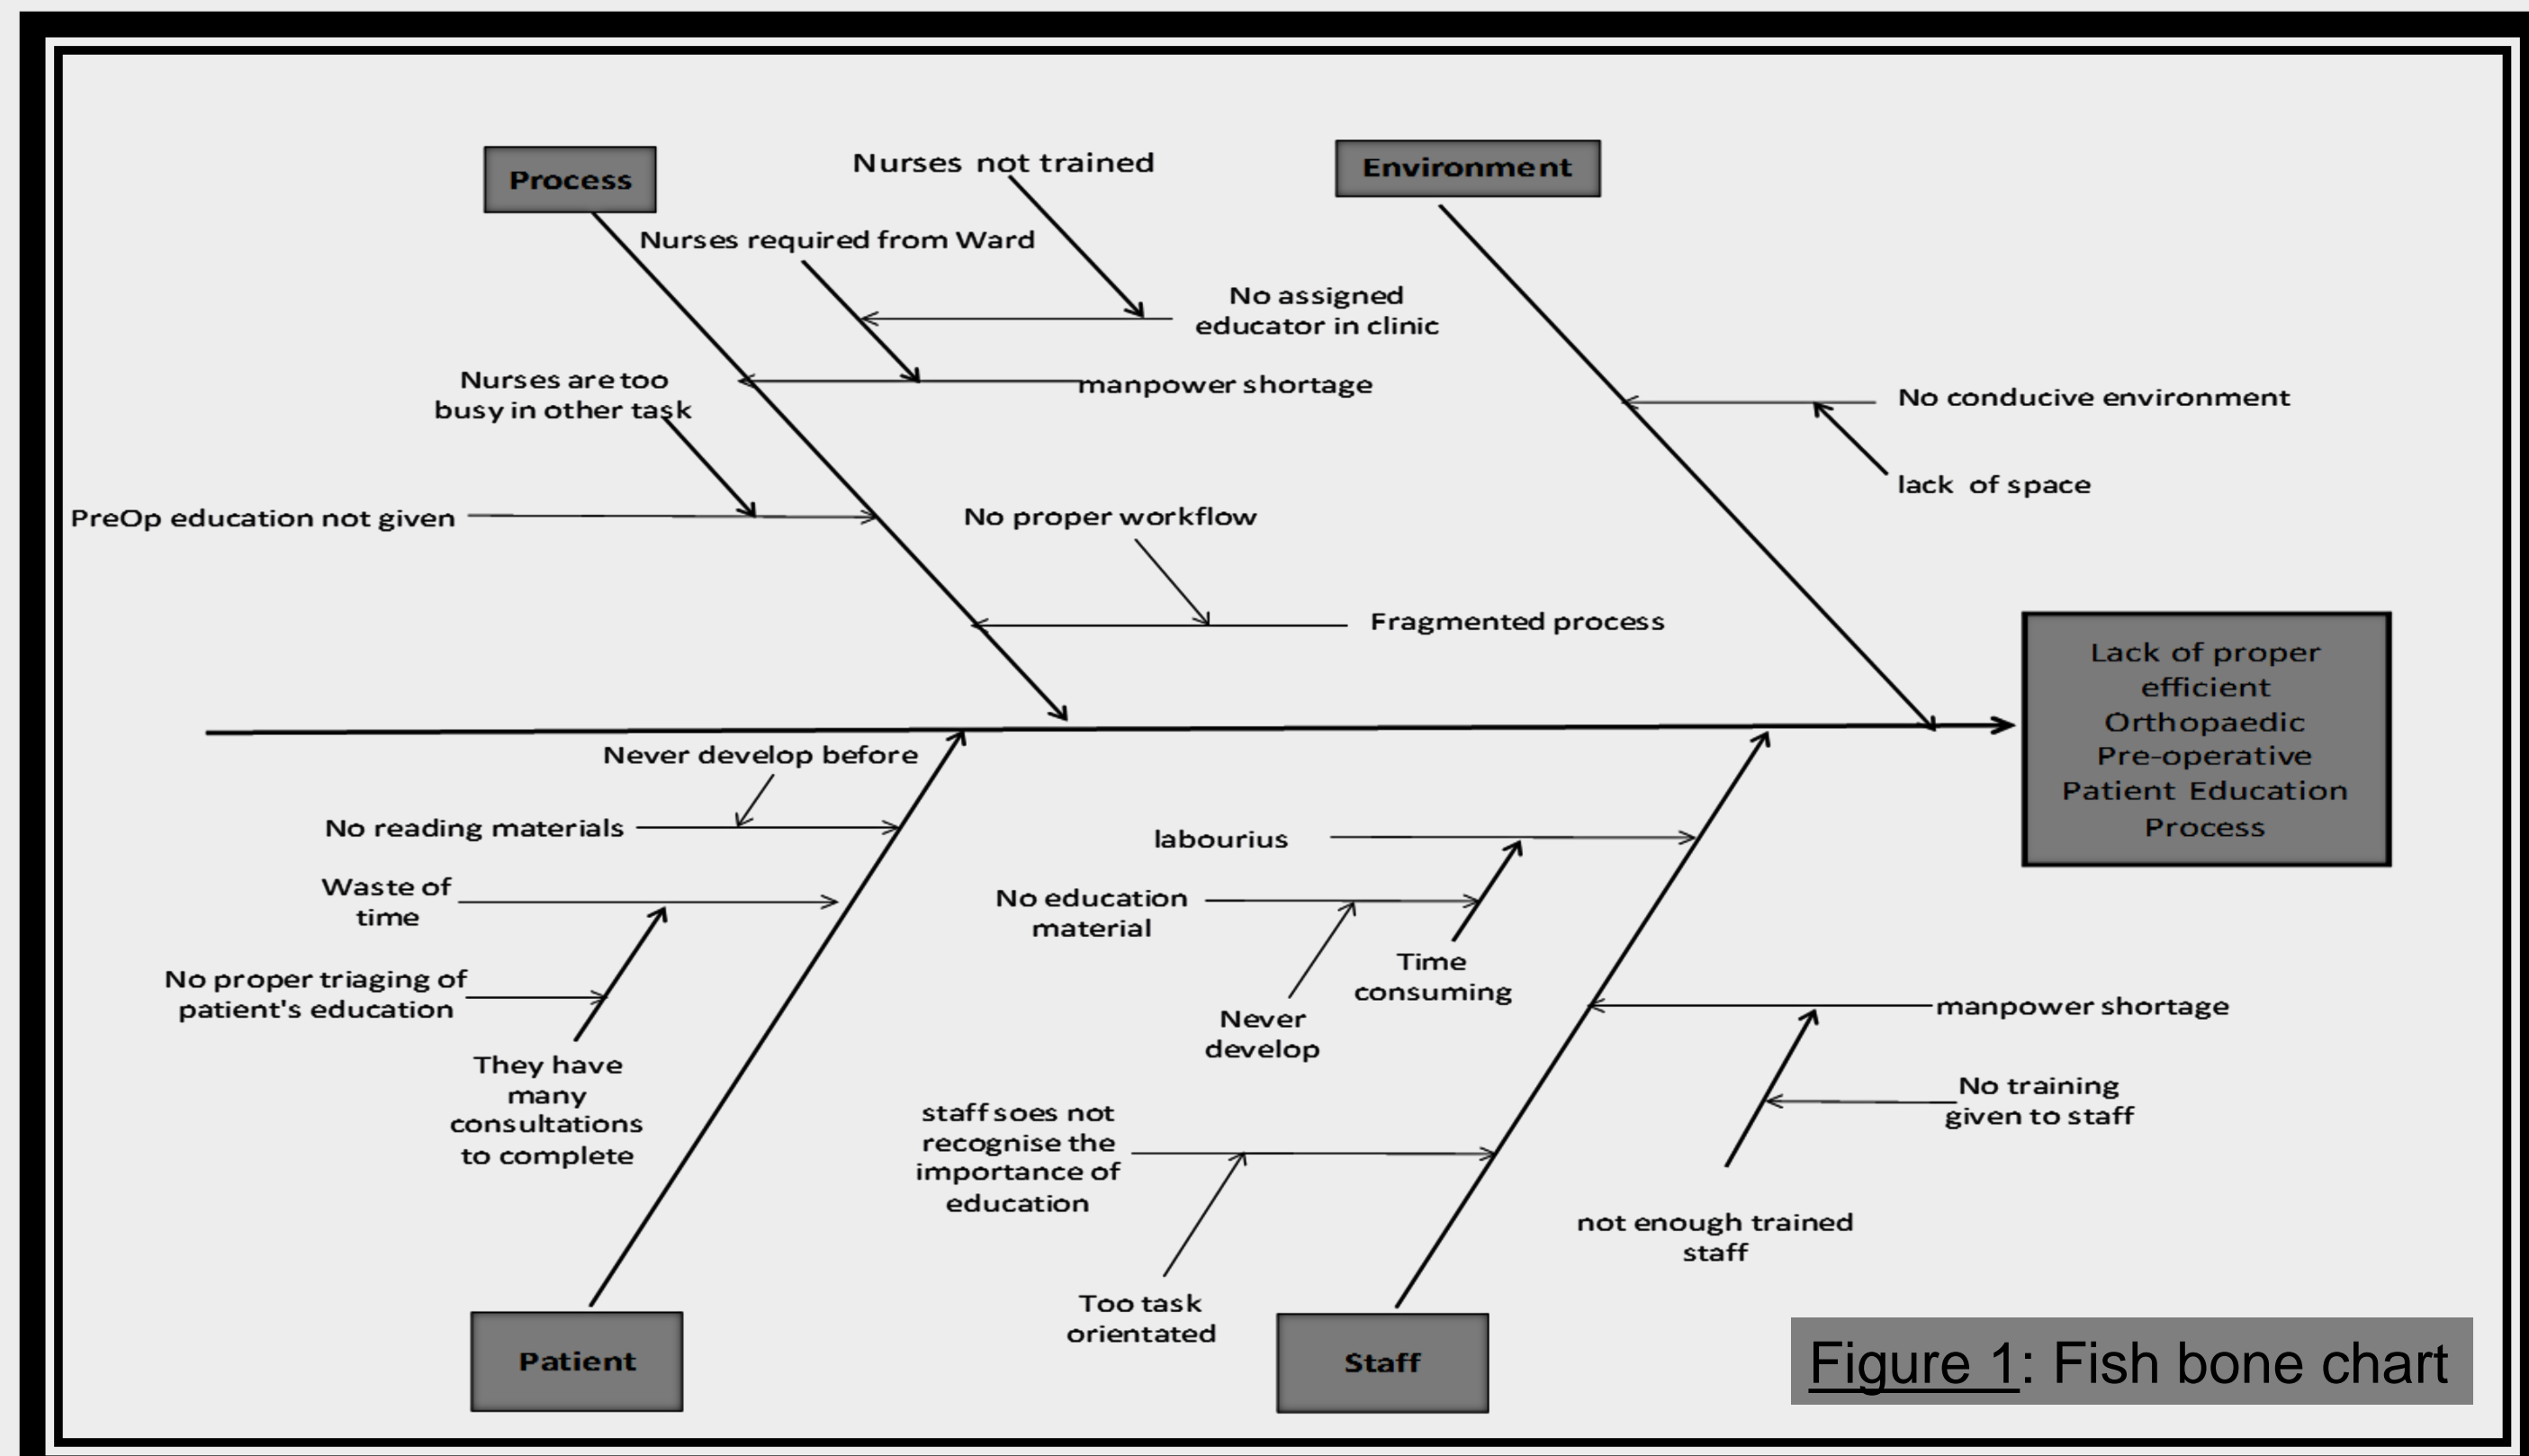 Process
Nurses not trained
Environment
Nurses required from Ward
No assigned
educator in clinic
Nurses are too
busy in other task
manpower shortage
No conducive environment
lack of space
PreOp education not given
No proper workflow
Fragmented process
Lack of proper
efficient
Orthopaedic
Pre-operative
Patient Education
Process
Never develop before
No reading materials
Waste of
time
No proper triaging of
patient's education
They have
many
consultations
to complete
labourius
No education
material
Time
consuming
Never
develop
manpower shortage
No training
given to staff
staff soes not
recognise the
importance of
education
not enough trained
staff
Too task
orientated
Patient
Staff
Figure 1: Fish bone chart